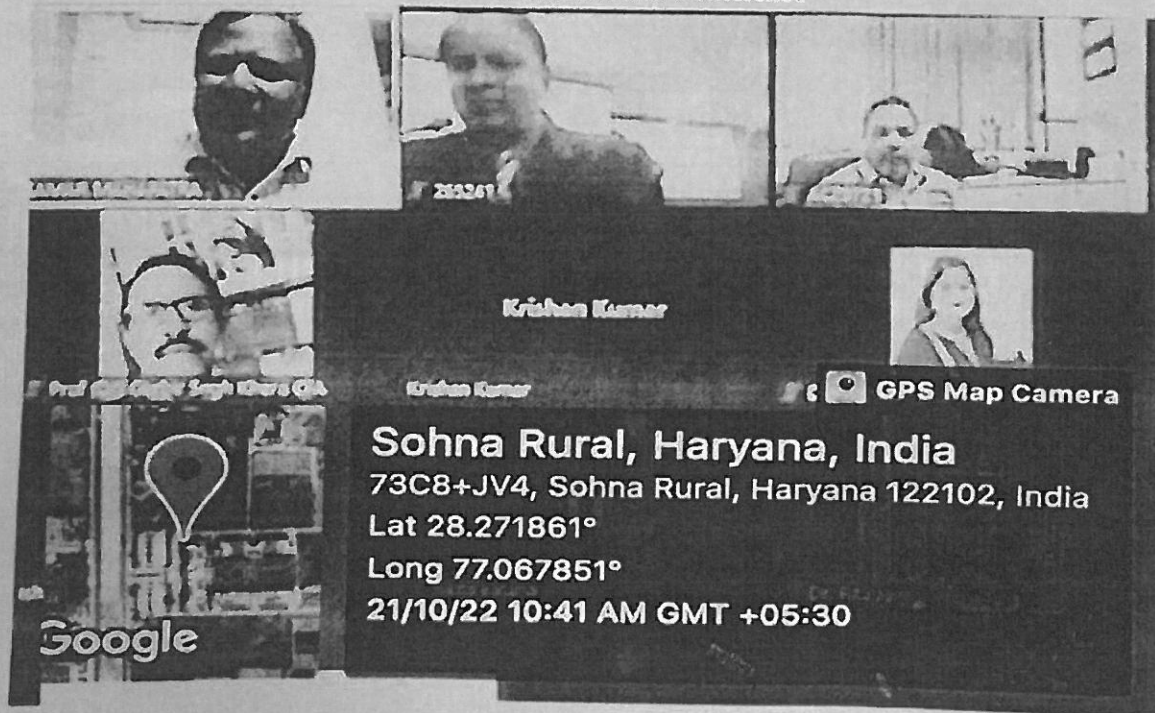 Krishan Kumar
Prof
Krishan Kumar
GPS Map Camera
Sohna Rural, Haryana, India
73C8+JV4, Sohna Rural, Haryana 122102, India
Lat 28.271861°
Long 77.067851°
21/10/22 10:41 AM GMT +05:30
Google